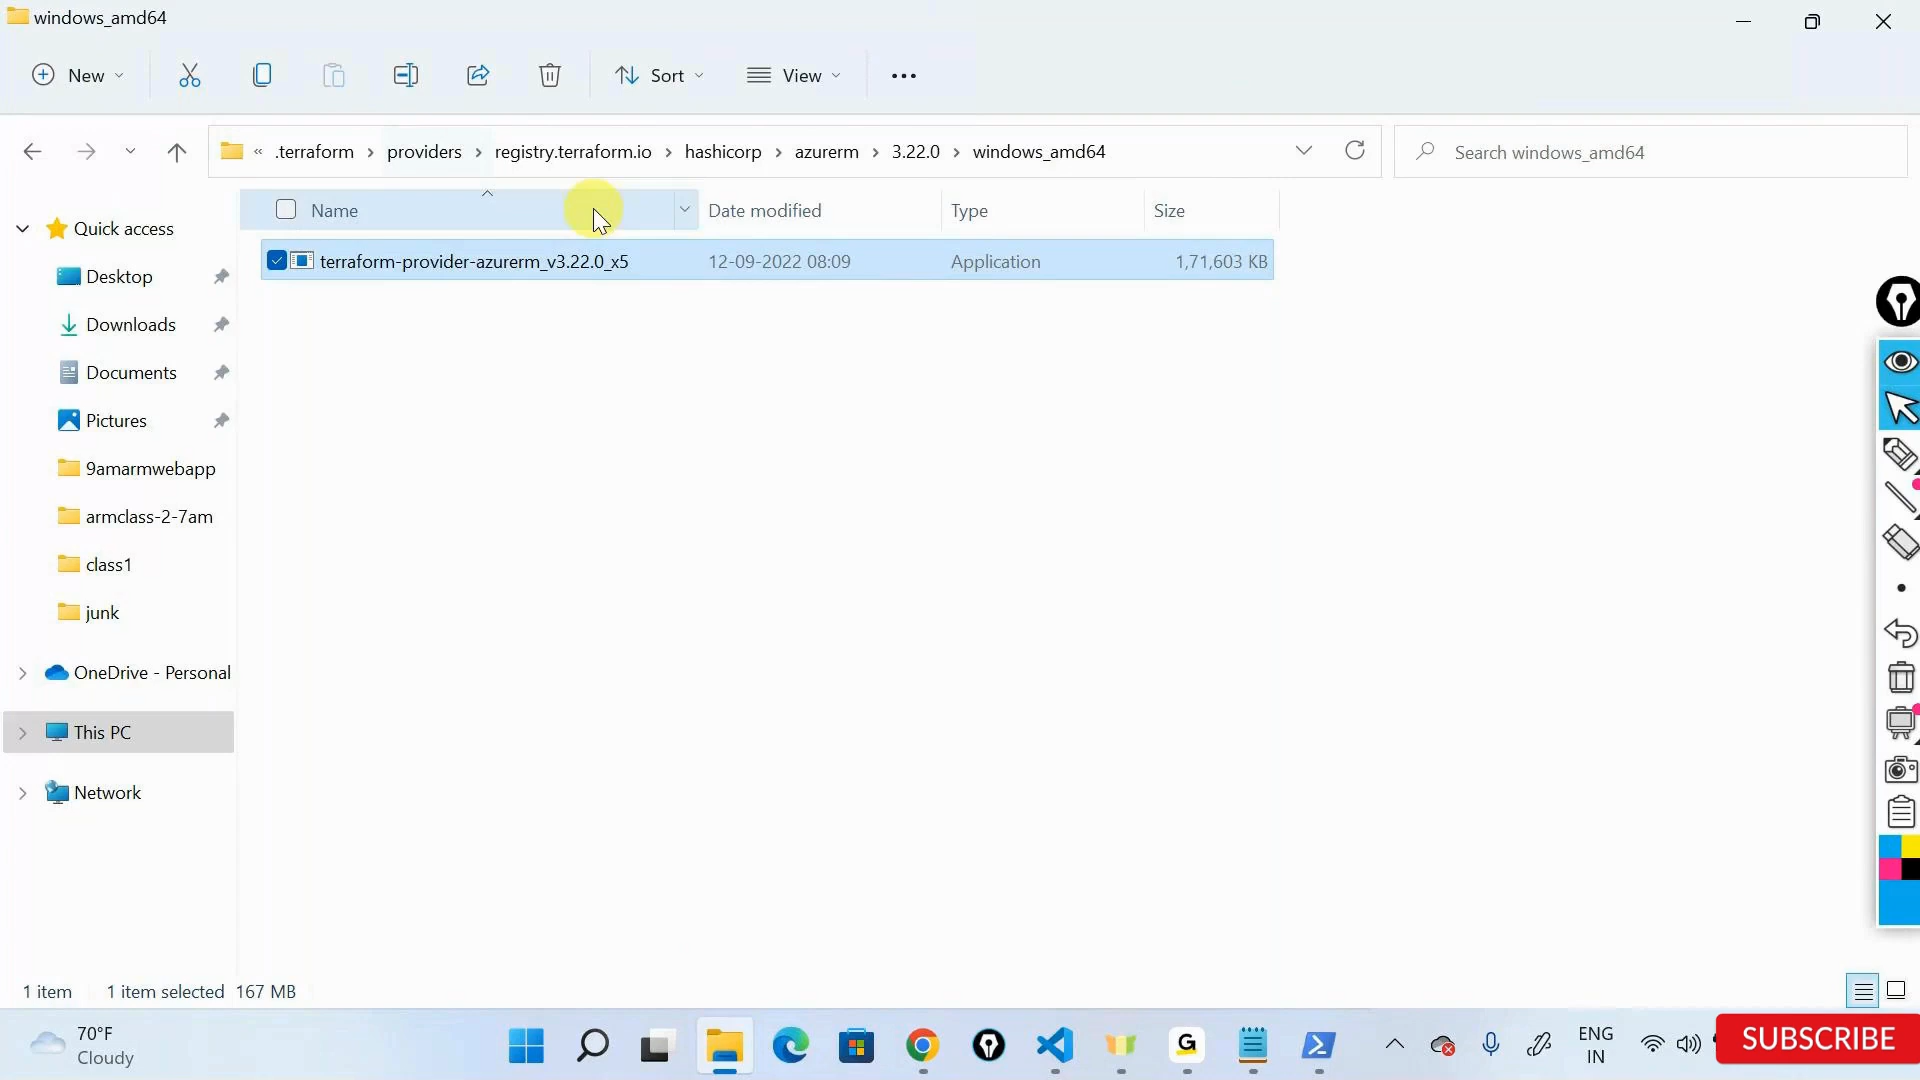 windows_amd64
New
Sort
View
« .terraform > providers > registry.terraform.io > hashicorp > azurerm > 3.22.0 > windows_amd64
Search windows_amd64
Name
Date modified
Type
Size
terraform-provider-azurerm_v3.22.0_x5
12-09-2022 08:09
Application
1,71,603 KB
Quick access
Desktop
Downloads
Documents
Pictures
9amarmwebapp
armclass-2-7am
class1
junk
OneDrive - Personal
This PC
Network
1 item
1 item selected 167 MB
70°F
Cloudy
G
ENG
IN
SUBSCRIBE